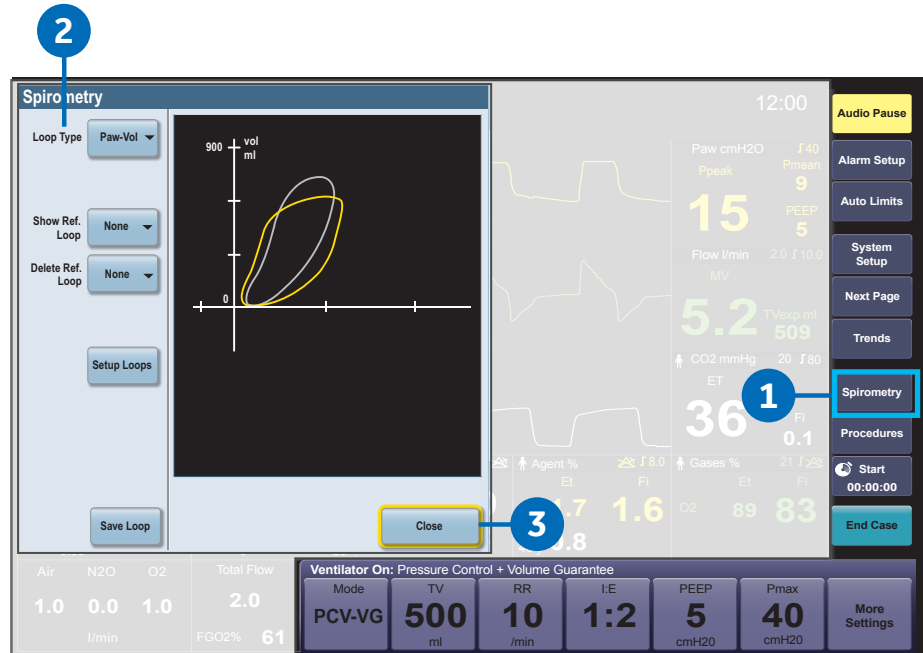 2
Spirometry
Loop Type
Paw-Vol
900
vol
ml
0
Show Ref.
Loop
None
Delete Ref.
Loop
None
Setup Loops
Save Loop
Close
3
12:00
Paw cmH2O
40
Ppeak
Pmean
15
9
PEEP
5
Flow l/min
2.0
10.0
MV
5.2
TVexp ml
509
CO2 mmHg
20
80
ET
36
Fi
0.1
1
Agent %
8.0
Et
Fi
.7
1.6
0.8
Gases %
21
Et
Fi
O2
89
83
Audio Pause
Alarm Setup
Auto Limits
System
Setup
Next Page
Trends
Spirometry
Procedures
Start
00:00:00
End Case
Air
N2O
O2
1.0
0.0
1.0
l/min
Total Flow
2.0
FGO2%
61
Ventilator On: Pressure Control + Volume Guarantee
Mode
PCV-VG
TV
500
ml
RR
10
/min
I:E
1:2
PEEP
5
cmH20
Pmax
40
cmH20
More
Settings